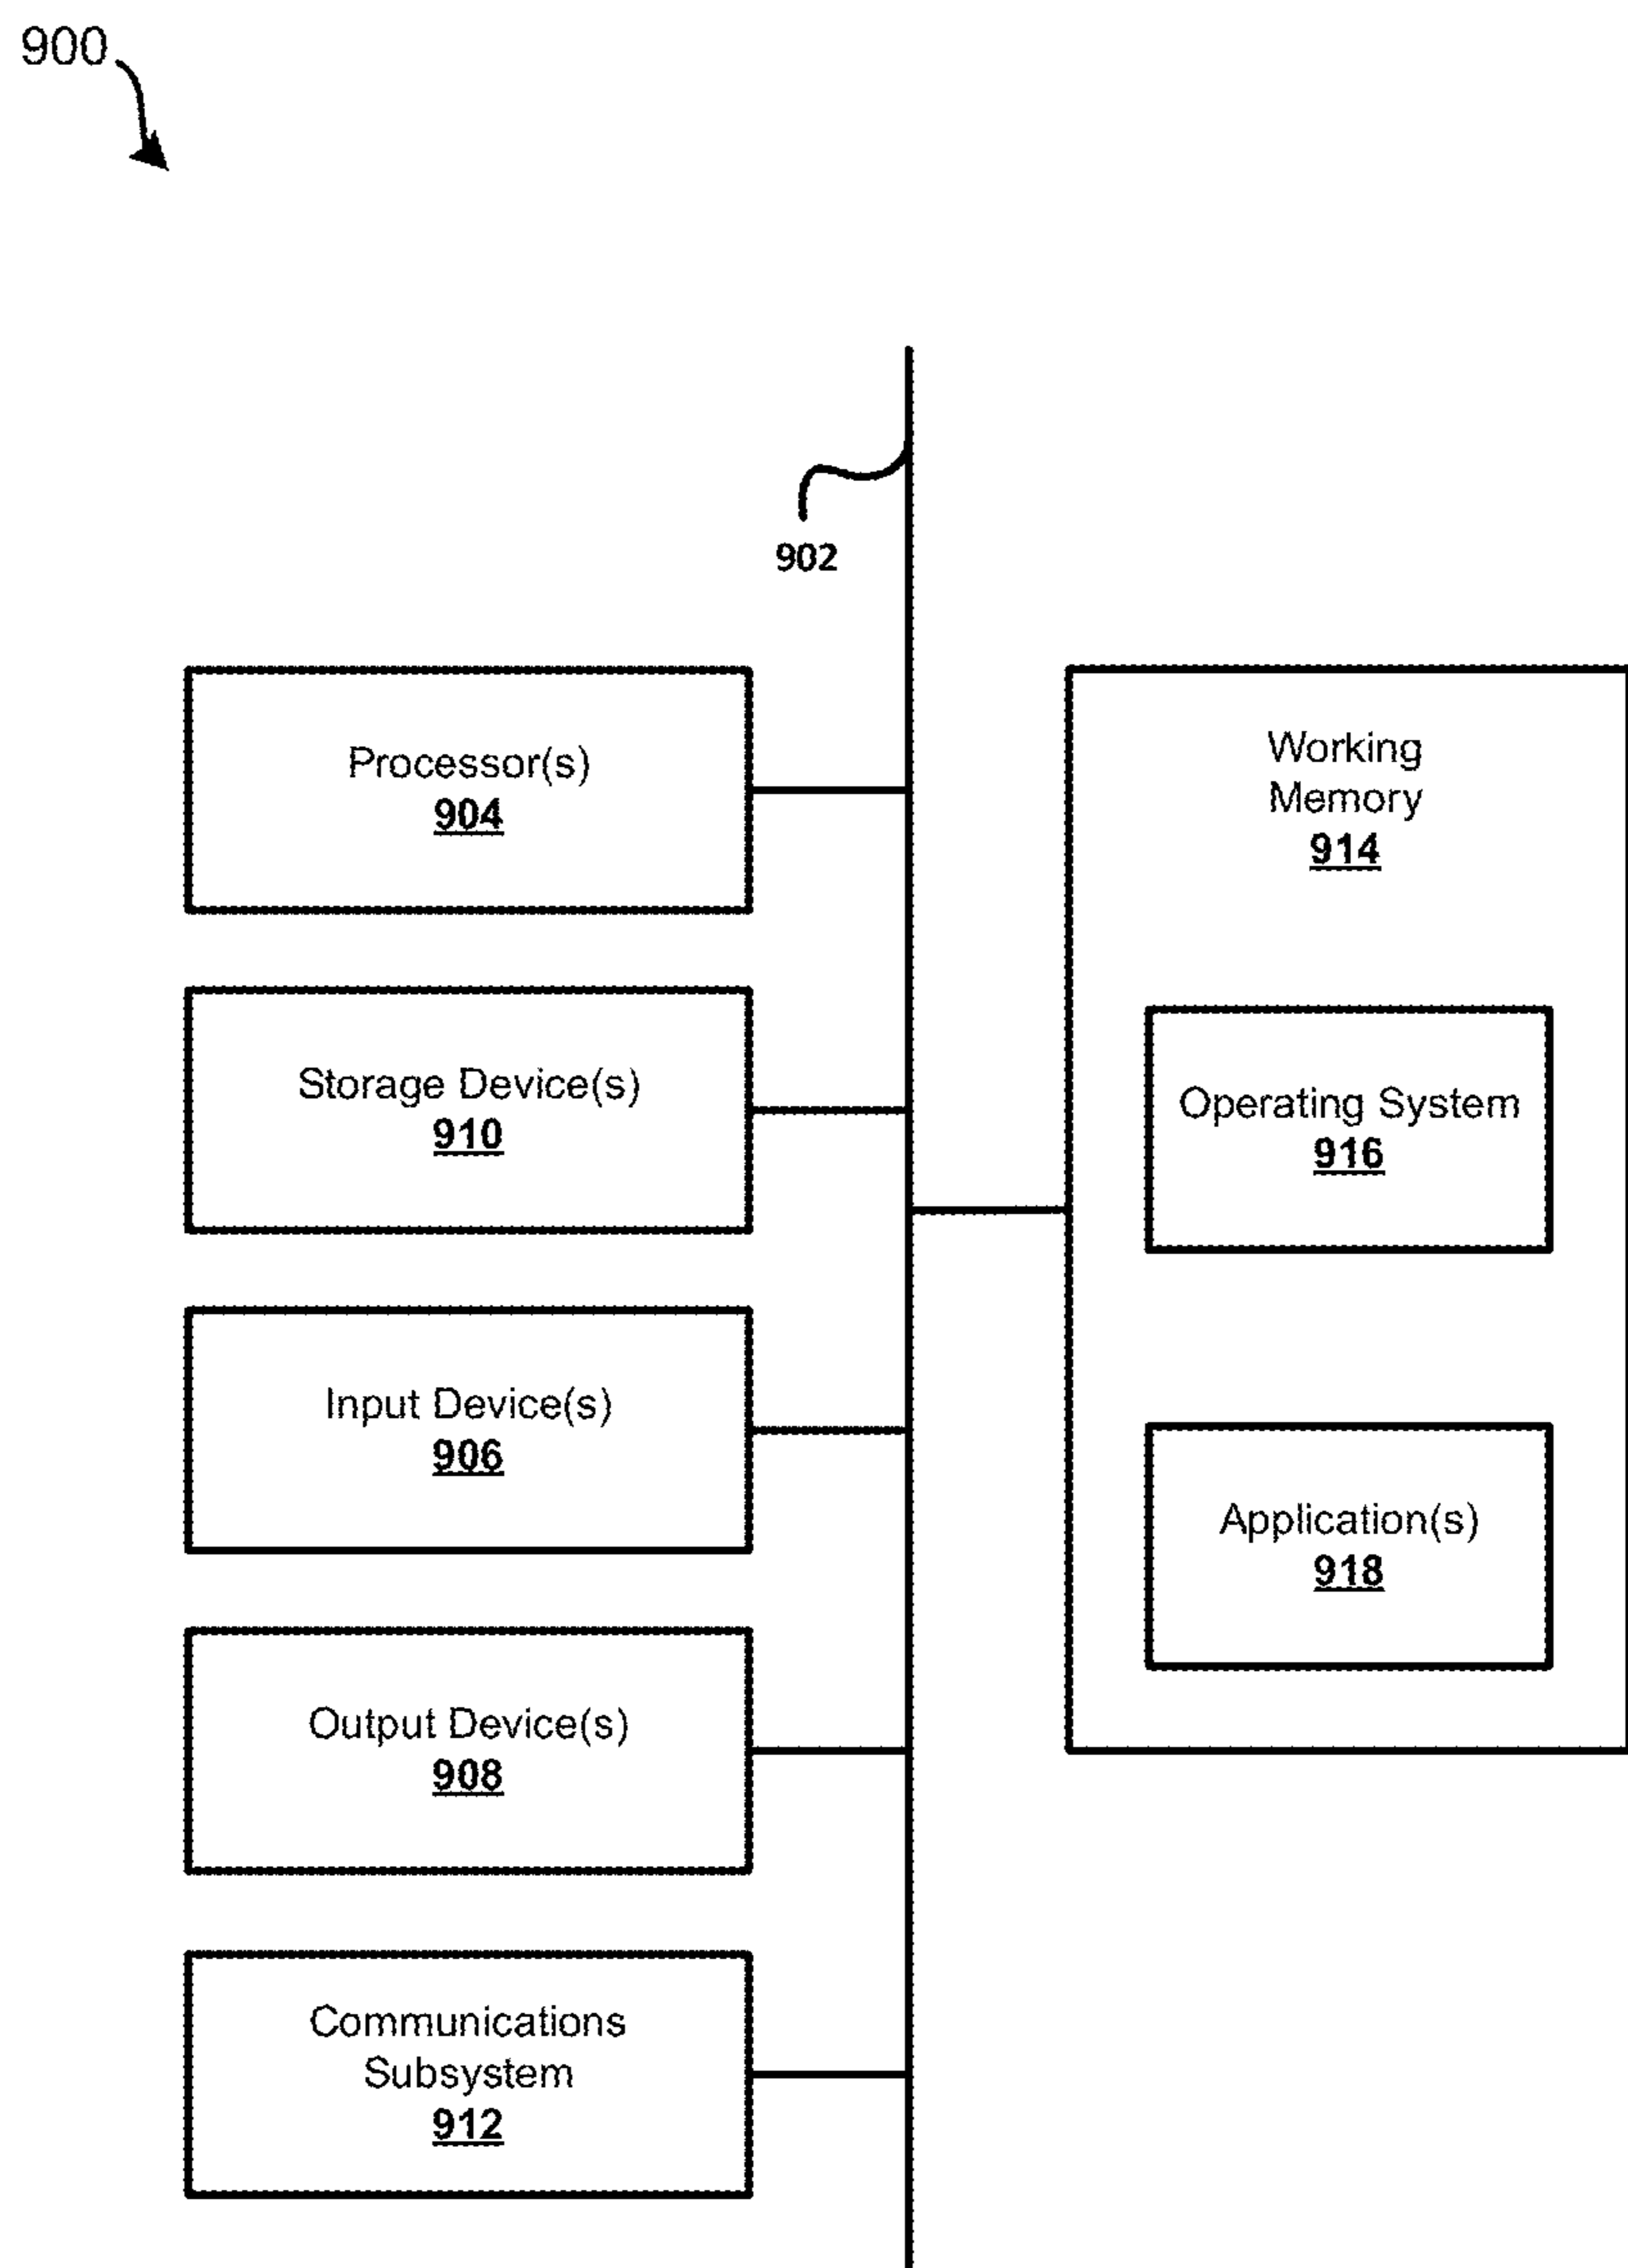 900
902
Processor(s)
904
Storage Device(s)
910
Input Device(s)
906
Output Device(s)
908
Communications
Subsystem
912
Working
Memory
914
Operating System
916
Application(s)
918